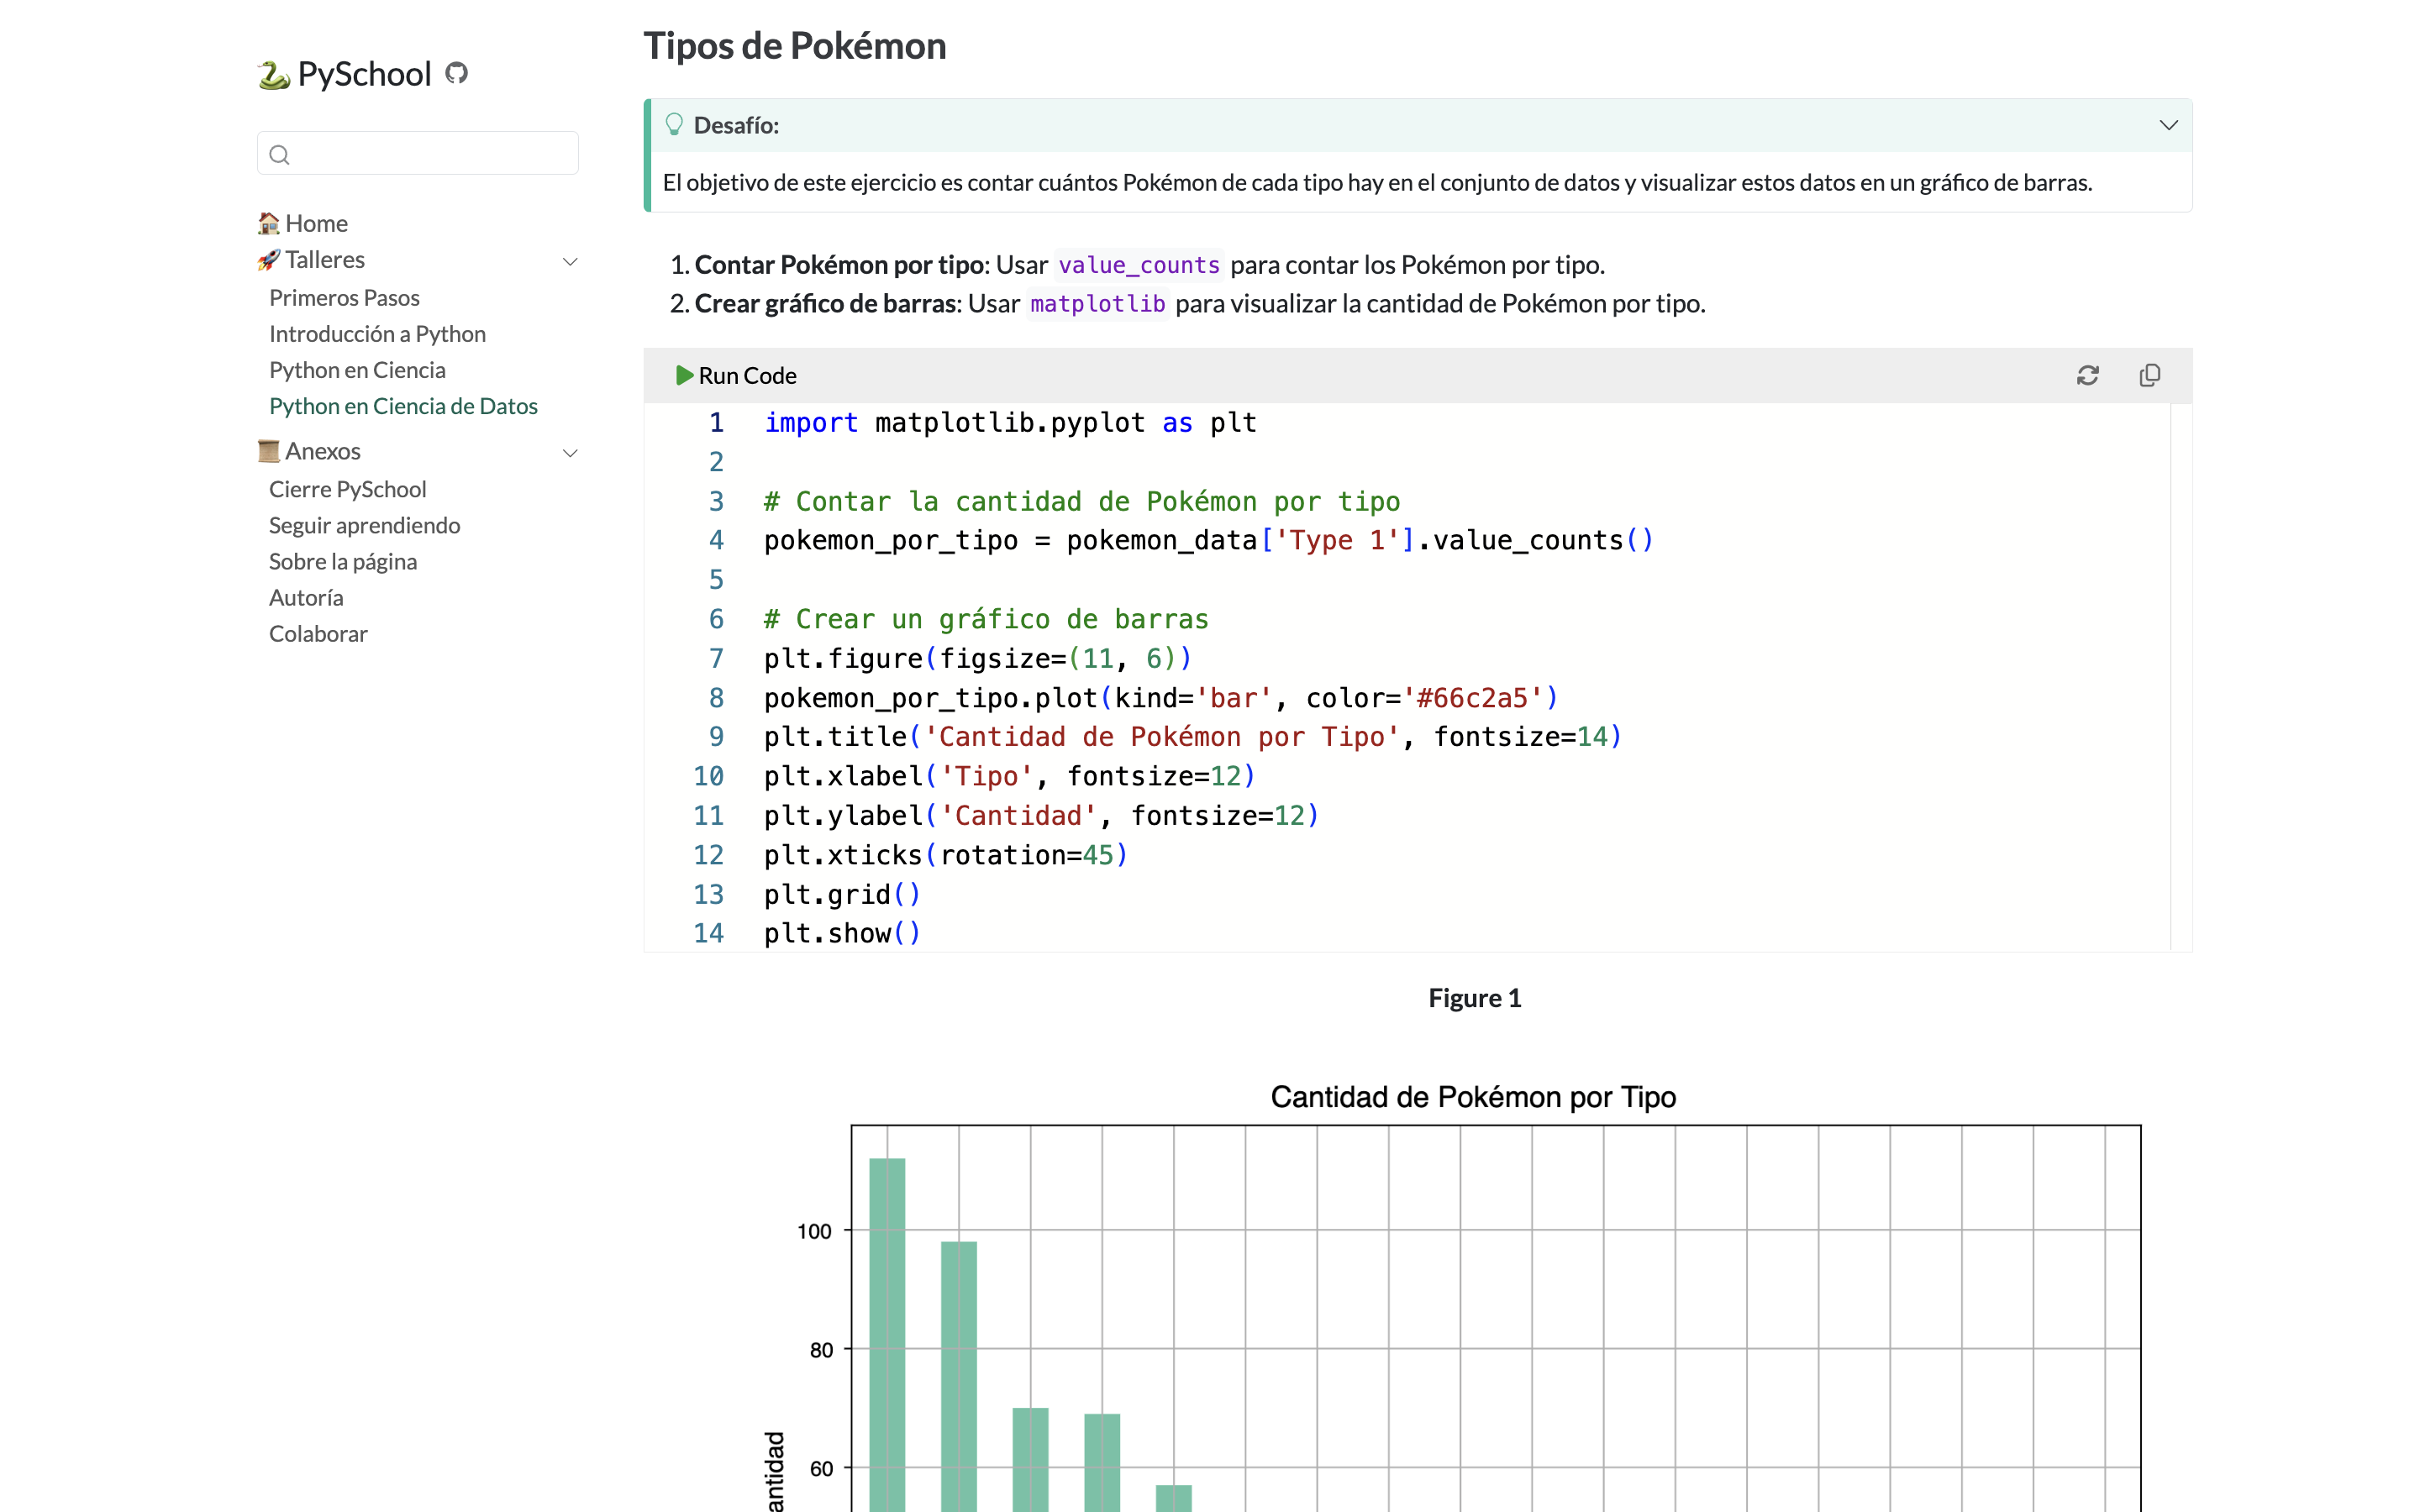 PySchool
Home
Talleres
Primeros Pasos
Introducción a Python
Python en Ciencia
Python en Ciencia de Datos
Anexos
Cierre PySchool
Seguir aprendiendo
Sobre la página
Autoría
Colaborar
Tipos de Pokémon
Desafío:
El objetivo de este ejercicio es contar cuántos Pokémon de cada tipo hay en el conjunto de datos y visualizar estos datos en un gráfico de barras.
1. Contar Pokémon por tipo: Usar value_counts para contar los Pokémon por tipo.
2. Crear gráfico de barras: Usar matplotlib para visualizar la cantidad de Pokémon por tipo.
Run Code
1 import matplotlib.pyplot as plt
2
3 # Contar la cantidad de Pokémon por tipo
4 pokemon_por_tipo = pokemon_data['Type 1'].value_counts()
5
6 # Crear un gráfico de barras
7 plt.figure(figsize=(11, 6))
8 pokemon_por_tipo.plot(kind='bar', color='#66c2a5')
9 plt.title('Cantidad de Pokémon por Tipo', fontsize=14)
10 plt.xlabel('Tipo', fontsize=12)
11 plt.ylabel('Cantidad', fontsize=12)
12 plt.xticks(rotation=45)
13 plt.grid()
14 plt.show()
Figure 1
Cantidad de Pokémon por Tipo
100
80
60
antidad